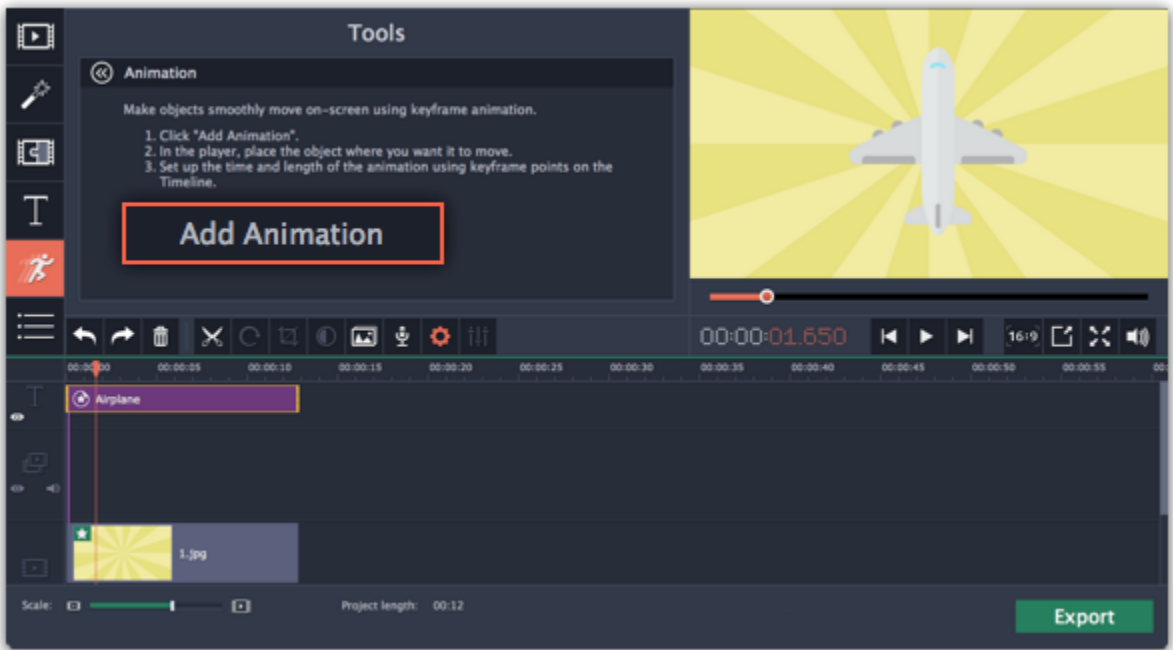 Tools
Animation
Make objects smoothly move on-screen using keyframe animation.
1. Click "Add Animation".
2. In the player, place the object where you want it to move.
3. Set up the time and length of the animation using keyframe points on the
Timeline.
Add Animation
T
00:00:01.650
16:9
00:00:05 00:00:10 00:00:15 00:00:20 00:00:25 00:00:30 00:00:35 00:00:40 00:00:45 00:00:50 00:00:55
T
Airplane
1.jpg
Scale:
Project length: 00:12
Export